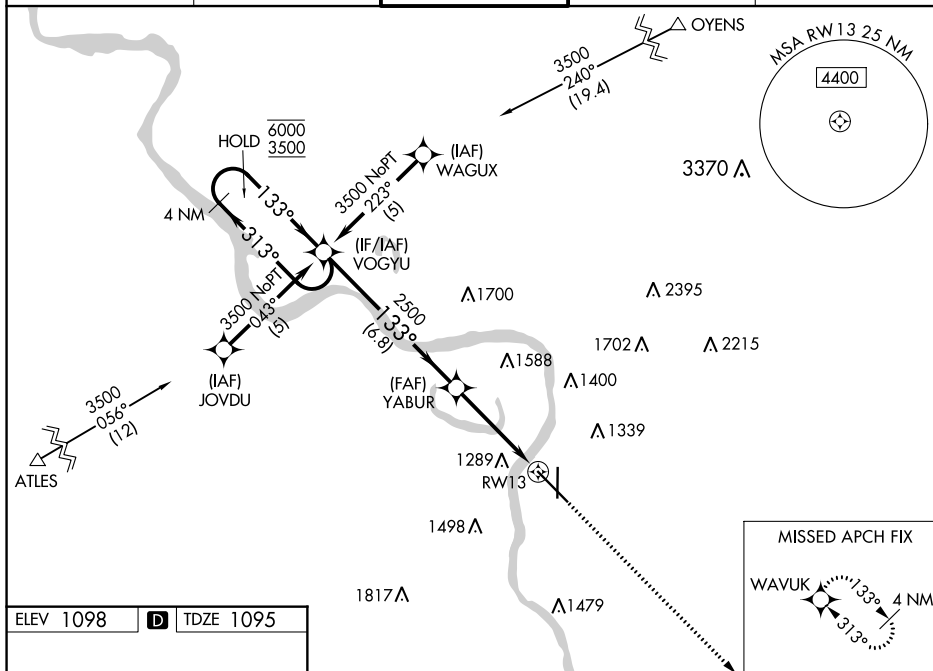 OYENS
3500
240°
(19.4)
MSA RW13 25 NM
4400
HOLD
6000
3500
(IAF)
WAGUX
3370
4 NM
133°
313°
3500 NoPT
223°
(5)
(IF/IAF)
VOGYU
3500 NoPT
043°
(5)
2500
133°
(6.8)
1700
2395
1702
2215
1588
1400
(IAF)
JOVDU
(FAF)
YABUR
3500
056°
(12)
1339
ATLES
1289
RW13
1498
MISSED APCH FIX
WAVUK
133°
4 NM
313°
1817
1479
ELEV 1098
D
TDZE 1095